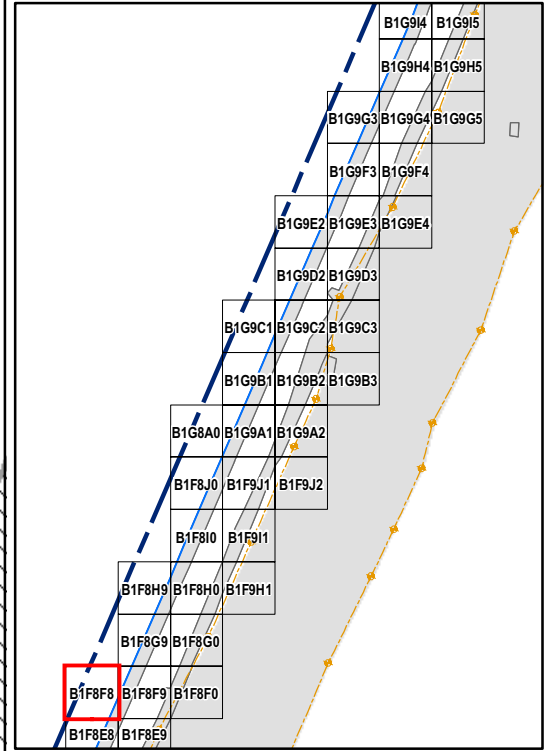 B1G9I4 B1G9I5
B1G9H4 B1G9H5
B1G9G3 B1G9G4 B1G9G5
B1G9F3 B1G9F4
B1G9E2 B1G9E3 B1G9E4
B1G9D2 B1G9D3
B1G9C1 B1G9C2 B1G9C3
B1G9B1 B1G9B2 B1G9B3
B1G8A0 B1G9A1 B1G9A2
B1F8J0 B1F9J1 B1F9J2
B1F8I0 B1F9I1
B1F8H9 B1F8H0 B1F9H1
B1F8G9 B1F8G0
B1F8F8 B1F8F9 B1F8F0
B1F8E8 B1F8E9